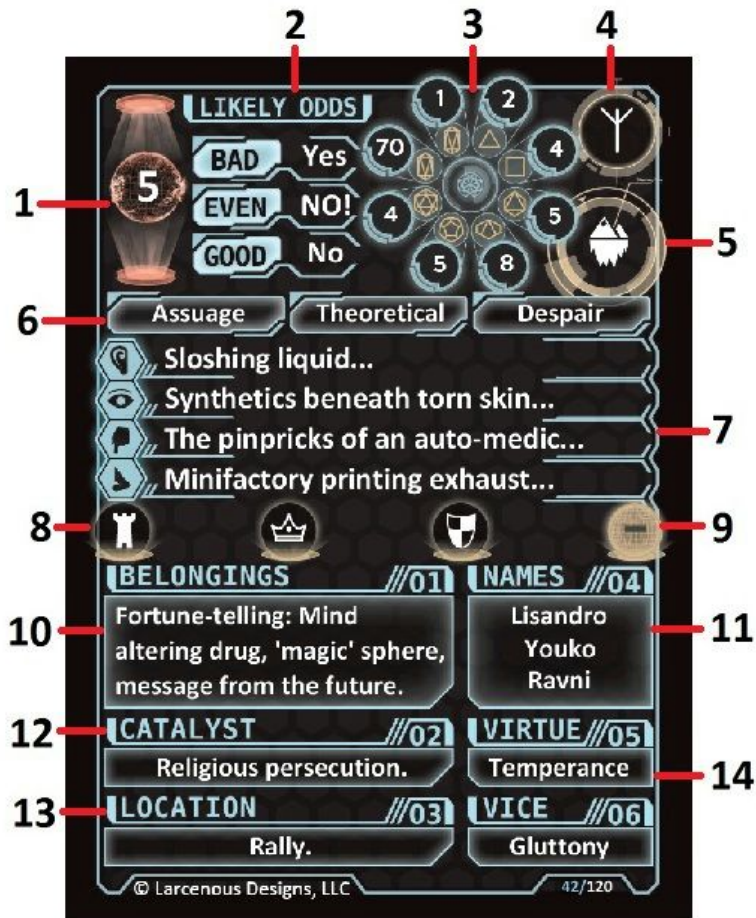 2
3
4
1
LIKELY ODDS
5
BAD Yes
EVEN NO!
GOOD No
1
2
4
5
8
5
4
70
5
6
Assuage Theoretical Despair
Sloshing liquid...
Synthetics beneath torn skin...
7
The pinpricks of an auto-medic...
Minifactory printing exhaust...
8
9
BELONGINGS ///01
NAMES ///04
10
Fortune-telling: Mind
altering drug, 'magic' sphere,
message from the future.
Lisandro
Youko
Ravni
11
12
CATALYST ///02
Religious persecution.
VIRTUE ///05
Temperance
14
13
LOCATION ///03
Rally.
VICE ///06
Gluttony
© Larcenous Designs, LLC
42/120